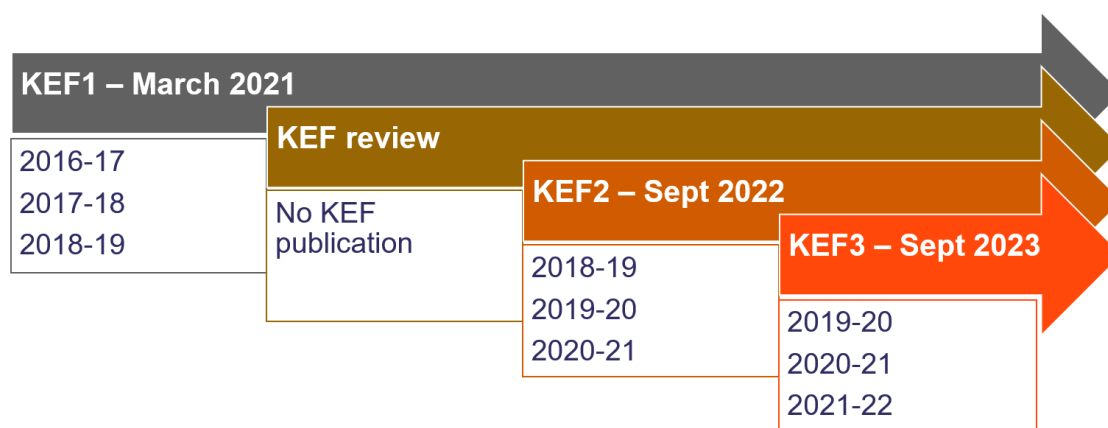 KEF1 – March 2021
2016-17
2017-18
2018-19
KEF review
No KEF
publication
KEF2 – Sept 2022
2018-19
2019-20
2020-21
KEF3 – Sept 2023
2019-20
2020-21
2021-22